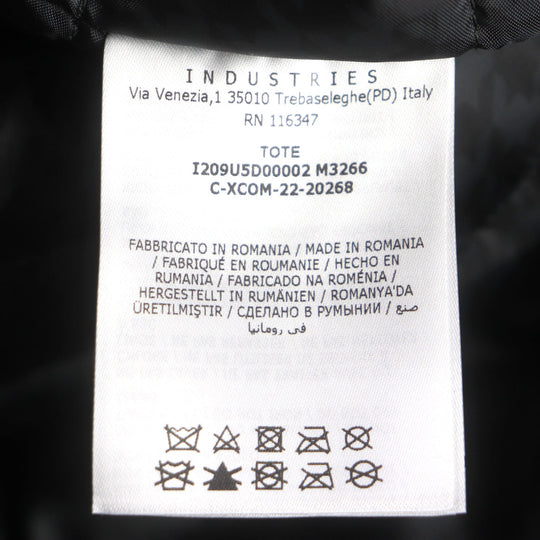 INDUSTRIES
Via Venezia,1 35010 Trebaseleghe(PD) Italy
RN 116347
TOTE
I209U5D00002 M3266
C-XCOM-22-20268
FABBRICATO IN ROMANIA / MADE IN ROMANIA
/ FABRIQUÉ EN ROUMANIE / HECHO EN
RUMANIA / FABRICADO NA ROMÉNIA /
HERGESTELLT IN RUMÄNIEN / ROMANYA'DA
ÜRETILMIŞTIR / СДЕЛАНО В РУМЫНИИ / صنع
في رومانيا